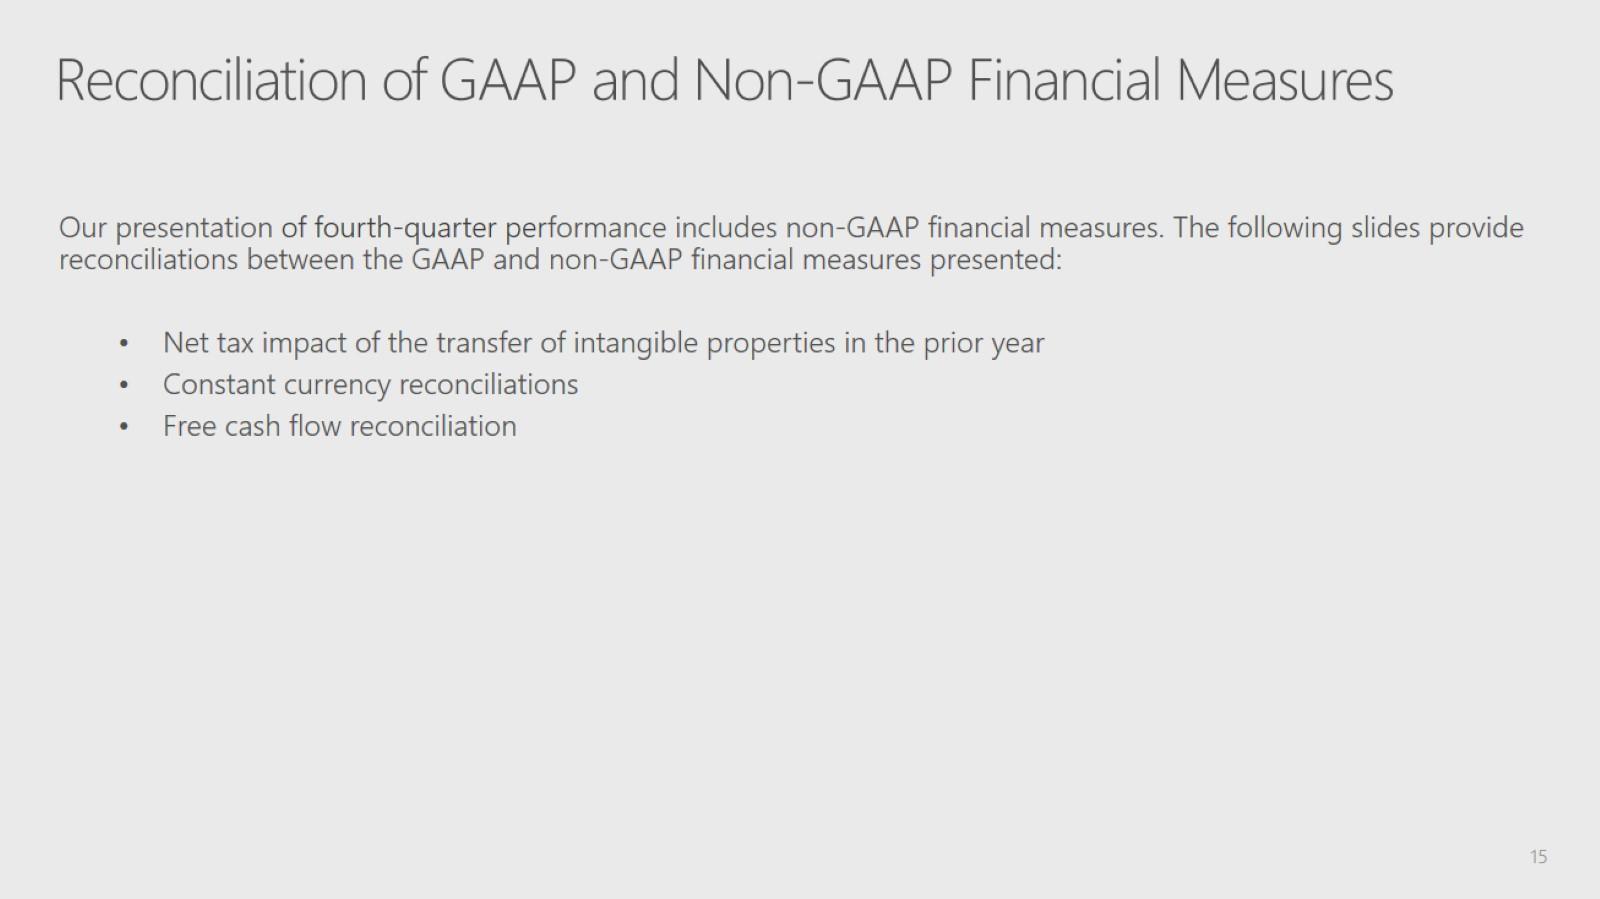 Reconciliation of GAAP and Non-GAAP Financial Measures
Our presentation of fourth-quarter performance includes non-GAAP financial measures. The following slides provide
reconciliations between the GAAP and non-GAAP financial measures presented:
• Net tax impact of the transfer of intangible properties in the prior year
• Constant currency reconciliations
• Free cash flow reconciliation
15